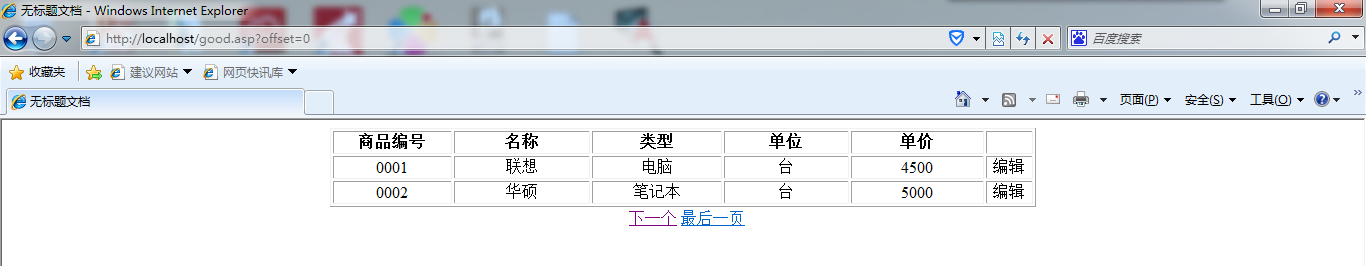 无标题文档 - Windows Internet Explorer
http://localhost/good.asp?offset=0
百度搜索
收藏夹 建议网站 网页快讯库
无标题文档
页面(P) 安全(S) 工具(O)
商品编号 名称 类型 单位 单价
0001 联想 电脑 台 4500 编辑
0002 华硕 笔记本 台 5000 编辑
下一个 最后一页